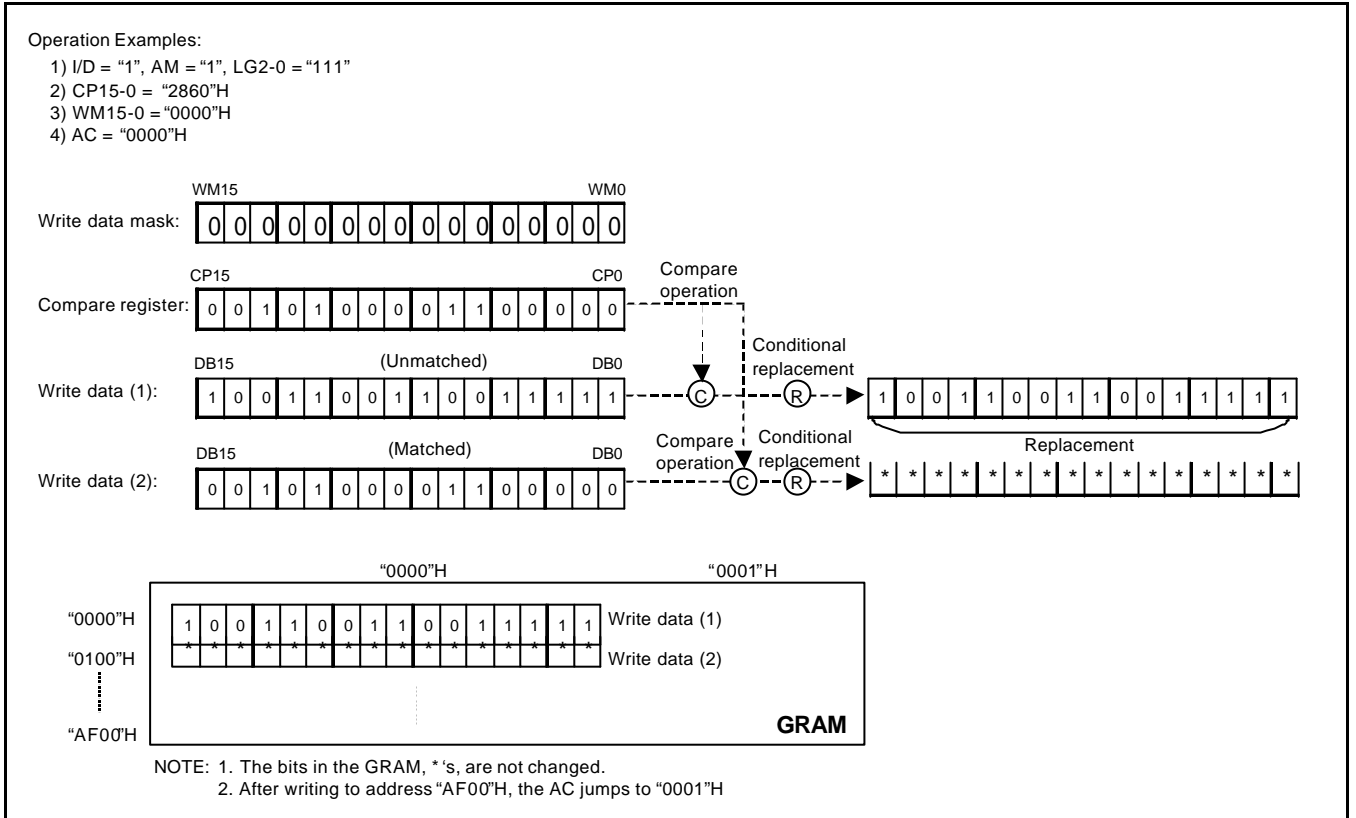 Operation Examples:
1) I/D = “1”, AM = “1”, LG2-0 = “111”
2) CP15-0 = “2860”H
3) WM15-0 = “0000”H
4) AC = “0000”H
WM15 WM0
Write data mask: 0 0 0 0 0 0 0 0 0 0 0 0 0 0 0 0
CP15 CP0 Compare operation
Compare register: 0 0 1 0 1 0 0 0 0 1 1 0 0 0 0 0
DB15 (Unmatched) DB0 Conditional replacement
Write data (1): 1 0 0 1 1 0 0 1 1 0 0 1 1 1 1 1 C R 1 0 0 1 1 0 0 1 1 0 0 1 1 1 1 1
Replacement
DB15 (Matched) DB0 Compare operation Conditional replacement
Write data (2): 0 0 1 0 1 0 0 0 0 1 1 0 0 0 0 0 C R * * * * * * * * * * * * * * * *
“0000”H “0001”H
“0000”H 1 0 0 1 1 0 0 1 1 0 0 1 1 1 1 1 Write data (1)
“0100”H * * * * * * * * * * * * * * * * Write data (2)
“AF00”H GRAM
NOTE: 1. The bits in the GRAM, * ‘s, are not changed.
2. After writing to address “AF00”H, the AC jumps to “0001”H